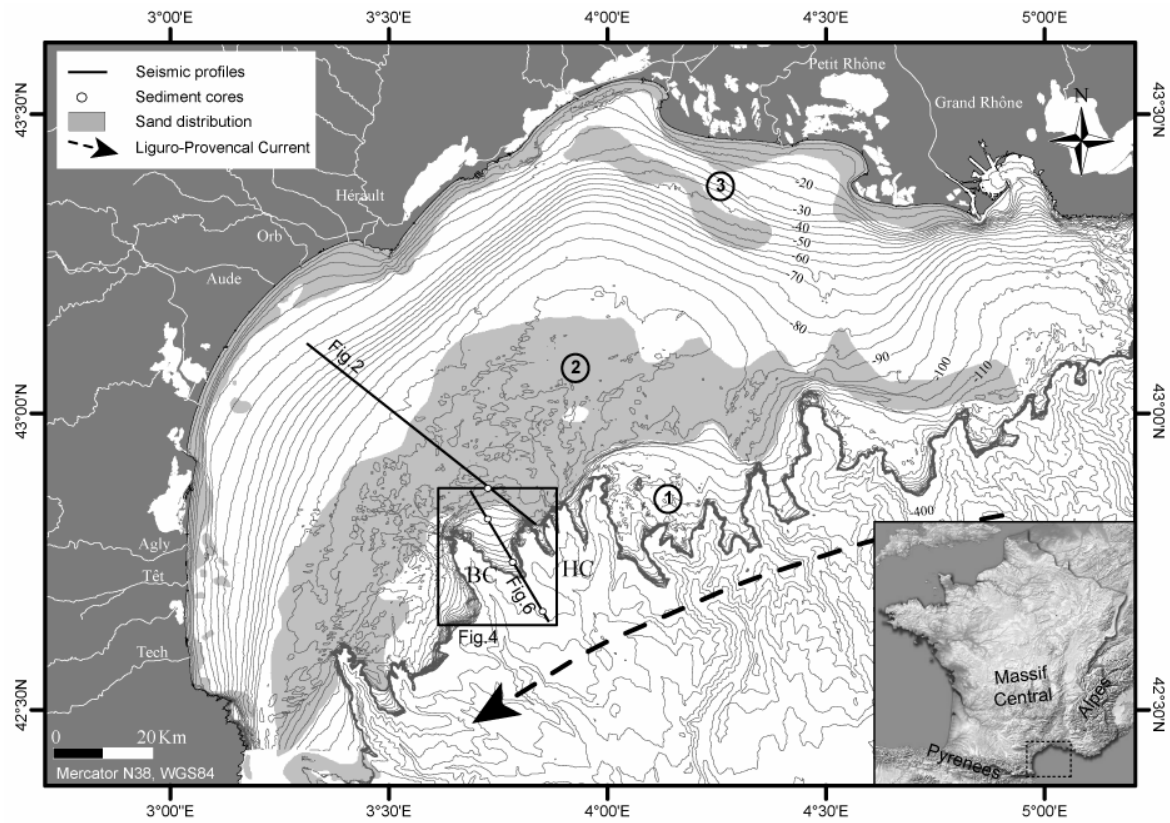 3°00'E 3°30'E 4°00'E 4°30'E 5°00'E
Seismic profiles
Sediment cores
Sand distribution
Liguro-Provencal Current
Petit Rhône
Grand Rhône
N
43°30'N
43°30'N
Hérault
Orb
Aude
3
-20
-30
-40
-50
-60
-70
-80
-90
-100
-110
Fig.2
2
43°0'N
43°0'N
1
-400
Agly
Têt
Tech
BC
HC
Fig.6
Fig.4
42°30'N
42°30'N
0 20 Km
Mercator N38, WGS84
Massif
Central
Alpes
Pyrenees
3°00'E 3°30'E 4°00'E 4°30'E 5°00'E